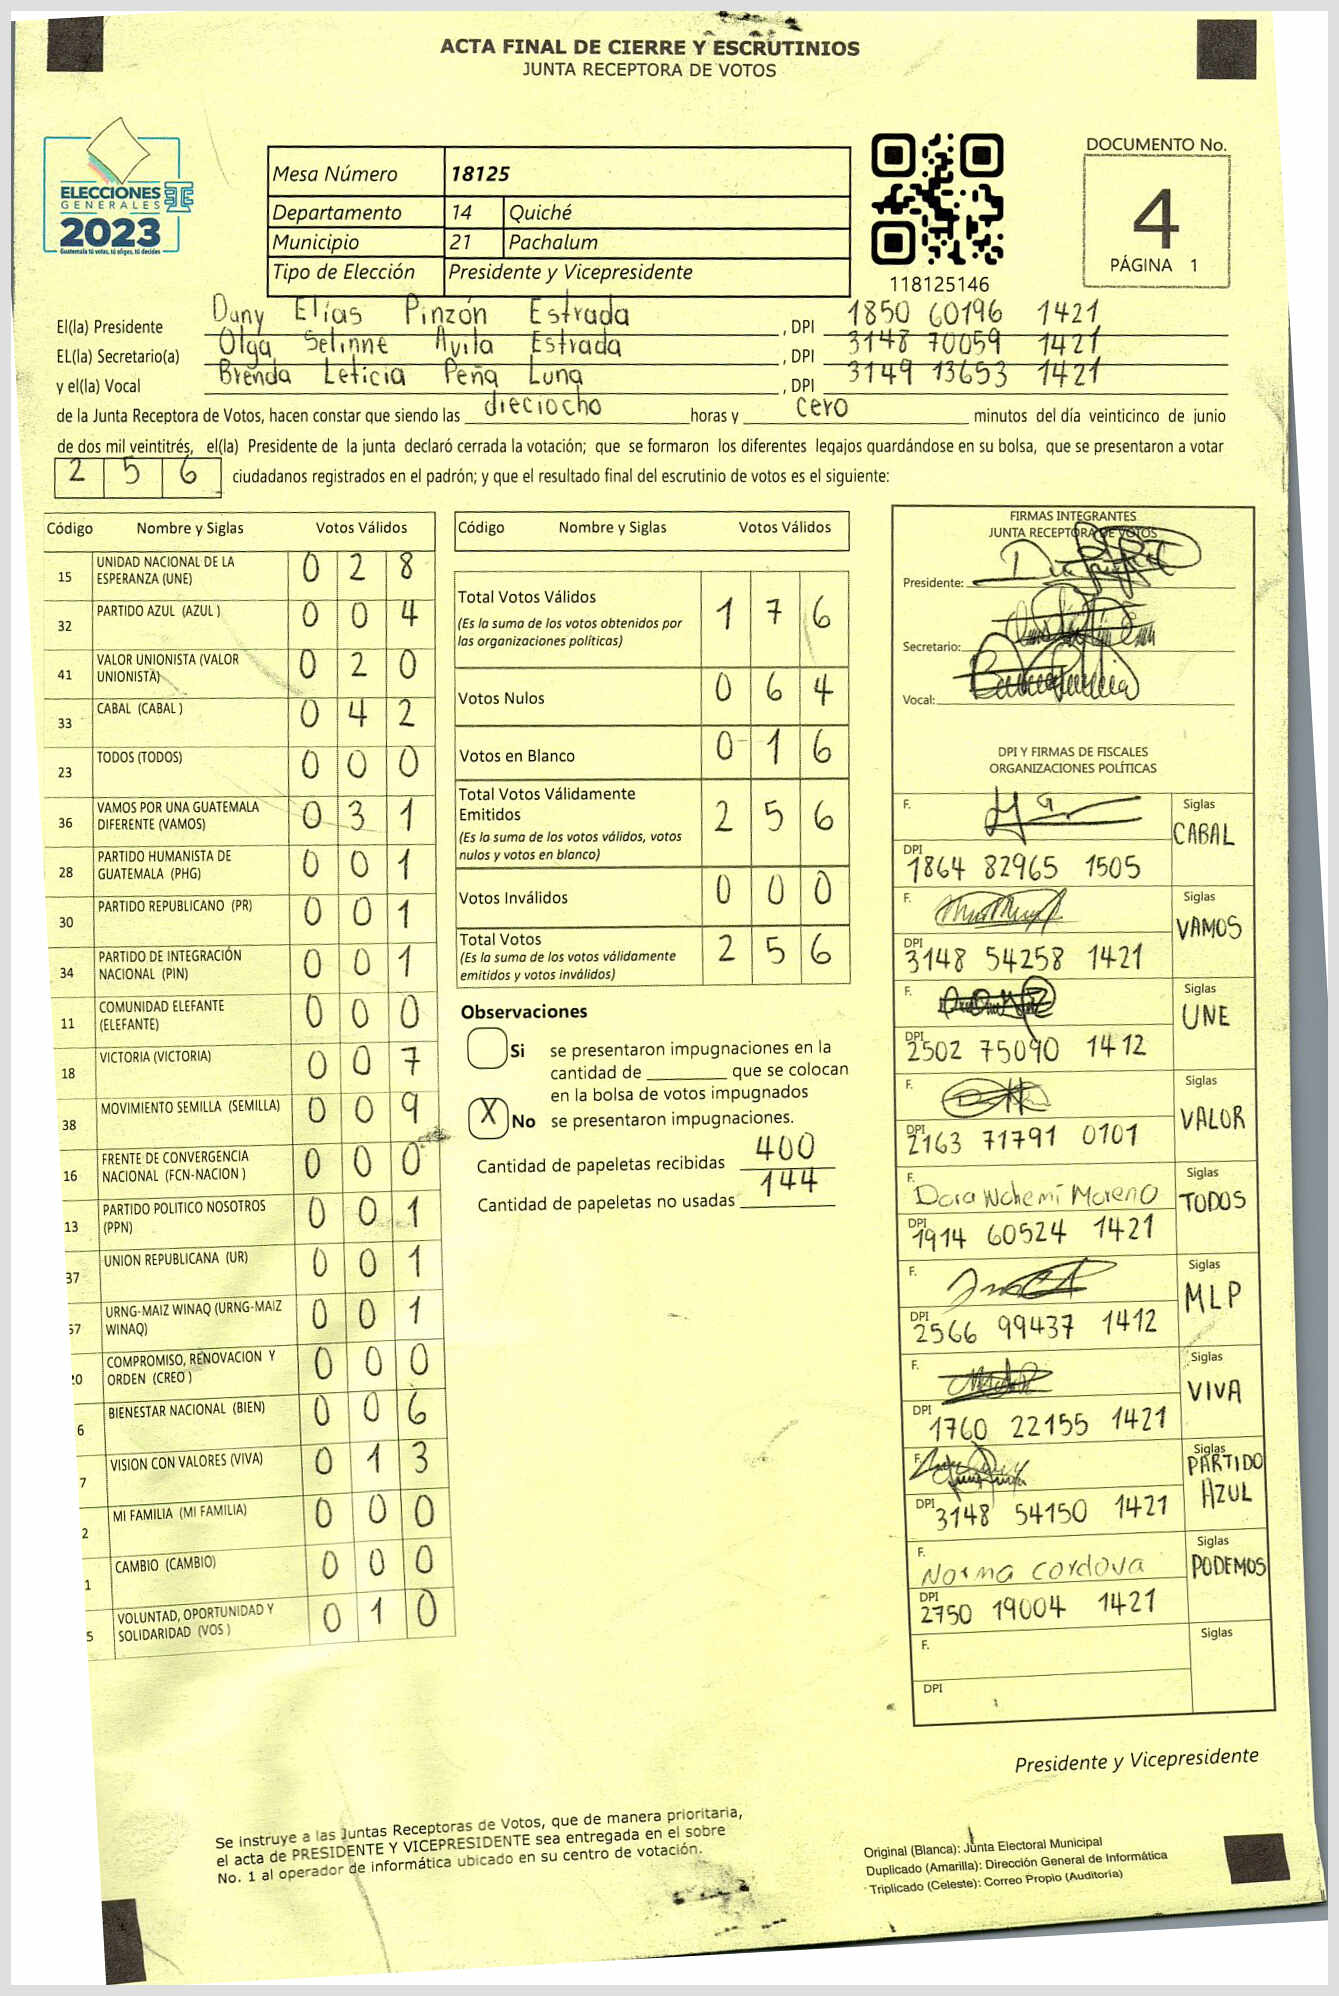 ACTA FINAL DE CIERRE Y ESCRUTINIOS
JUNTA RECEPTORA DE VOTOS
ELECCIONES
GENERALES
2023
Guatemala tú votas, tú eliges, tú decides
Mesa Número 18125
Departamento 14 Quiché
Municipio 21 Pachalum
Tipo de Elección Presidente y Vicepresidente
118125146
DOCUMENTO No.
4
PÁGINA 1
El(la) Presidente Dany Elías Pinzón Estrada , DPI 1850 60196 1421
EL(la) Secretario(a) Olga Selinne Avila Estrada , DPI 3148 70059 1421
y el(la) Vocal Brenda Leticia Peña Luna , DPI 3149 13653 1421
de la Junta Receptora de Votos, hacen constar que siendo las dieciocho horas y cero minutos del día veinticinco de junio
de dos mil veintitrés, el(la) Presidente de la junta declaró cerrada la votación; que se formaron los diferentes legajos guardándose en su bolsa, que se presentaron a votar
2 5 6 ciudadanos registrados en el padrón; y que el resultado final del escrutinio de votos es el siguiente:
Código Nombre y Siglas Votos Válidos
15 UNIDAD NACIONAL DE LA ESPERANZA (UNE) 0 2 8
32 PARTIDO AZUL (AZUL ) 0 0 4
41 VALOR UNIONISTA (VALOR UNIONISTA) 0 2 0
33 CABAL (CABAL ) 0 4 2
23 TODOS (TODOS) 0 0 0
36 VAMOS POR UNA GUATEMALA DIFERENTE (VAMOS) 0 3 1
28 PARTIDO HUMANISTA DE GUATEMALA (PHG) 0 0 1
30 PARTIDO REPUBLICANO (PR) 0 0 1
34 PARTIDO DE INTEGRACIÓN NACIONAL (PIN) 0 0 1
11 COMUNIDAD ELEFANTE (ELEFANTE) 0 0 0
18 VICTORIA (VICTORIA) 0 0 7
38 MOVIMIENTO SEMILLA (SEMILLA) 0 0 9
16 FRENTE DE CONVERGENCIA NACIONAL (FCN-NACION ) 0 0 0
13 PARTIDO POLITICO NOSOTROS (PPN) 0 0 1
37 UNION REPUBLICANA (UR) 0 0 1
57 URNG-MAIZ WINAQ (URNG-MAIZ WINAQ) 0 0 1
20 COMPROMISO, RENOVACION Y ORDEN (CREO ) 0 0 0
6 BIENESTAR NACIONAL (BIEN) 0 0 6
7 VISION CON VALORES (VIVA) 0 1 3
2 MI FAMILIA (MI FAMILIA) 0 0 0
1 CAMBIO (CAMBIO) 0 0 0
5 VOLUNTAD, OPORTUNIDAD Y SOLIDARIDAD (VOS ) 0 1 0
Código Nombre y Siglas Votos Válidos
Total Votos Válidos 1 7 6
(Es la suma de los votos obtenidos por
las organizaciones politicas)
Votos Nulos 0 6 4
Votos en Blanco 0 1 6
Total Votos Válidamente
Emitidos 2 5 6
(Es la suma de los votos válidos, votos
nulos y votos en blanco)
Votos Inválidos 0 0 0
Total Votos 2 5 6
(Es la suma de los votos válidamente
emitidos y votos inválidos)
Observaciones
Si se presentaron impugnaciones en la
cantidad de ________ que se colocan
en la bolsa de votos impugnados
X No se presentaron impugnaciones.
Cantidad de papeletas recibidas 400
Cantidad de papeletas no usadas 144
FIRMAS INTEGRANTES
JUNTA RECEPTORA DE VOTOS
Presidente:
Secretario:
Vocal:
DPI Y FIRMAS DE FISCALES
ORGANIZACIONES POLÍTICAS
F. Siglas CABAL
DPI 1864 82965 1505
F. Siglas VAMOS
DPI 3148 54258 1421
F. Siglas UNE
DPI 2502 75090 1412
F. Siglas VALOR
DPI 2163 71791 0101
F. Dora Nohemí Moreno Siglas TODOS
DPI 1914 60524 1421
F. Siglas MLP
DPI 2566 99437 1412
F. Siglas VIVA
DPI 1760 22155 1421
F. Siglas PARTIDO AZUL
DPI 3148 54150 1421
F. Norma Cordova Siglas PODEMOS
DPI 2750 19004 1421
F. Siglas
DPI
Presidente y Vicepresidente
Se instruye a las Juntas Receptoras de Votos, que de manera prioritaria,
el acta de PRESIDENTE Y VICEPRESIDENTE sea entregada en el sobre
No. 1 al operador de informática ubicado en su centro de votación.
Original (Blanca): Junta Electoral Municipal
Duplicado (Amarilla): Dirección General de Informática
Triplicado (Celeste): Correo Propio (Auditoría)